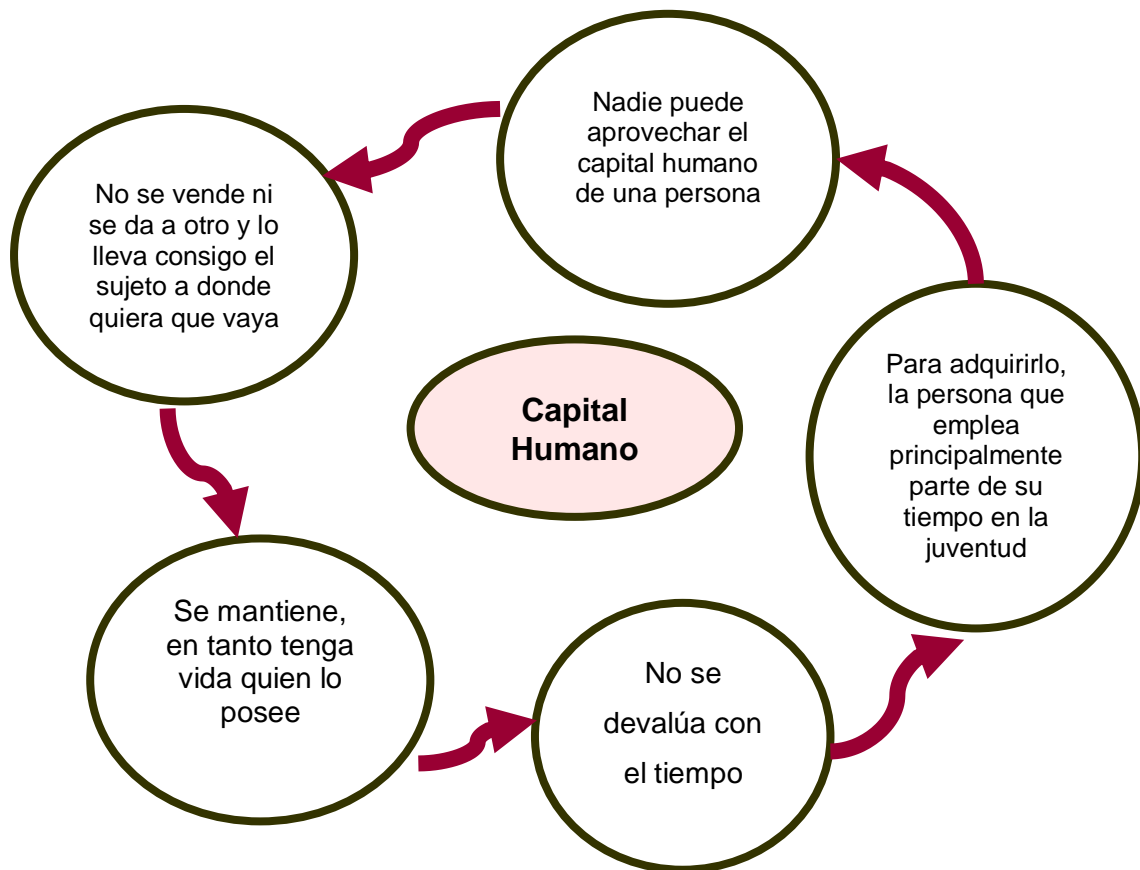 Nadie puede
aprovechar el
capital humano
de una persona
No se vende ni
se da a otro y lo
lleva consigo el
sujeto a donde
quiera que vaya
Capital
Humano
Para adquirirlo,
la persona que
emplea
principalmente
parte de su
tiempo en la
juventud
Se mantiene,
en tanto tenga
vida quien lo
posee
No se
devalúa con
el tiempo